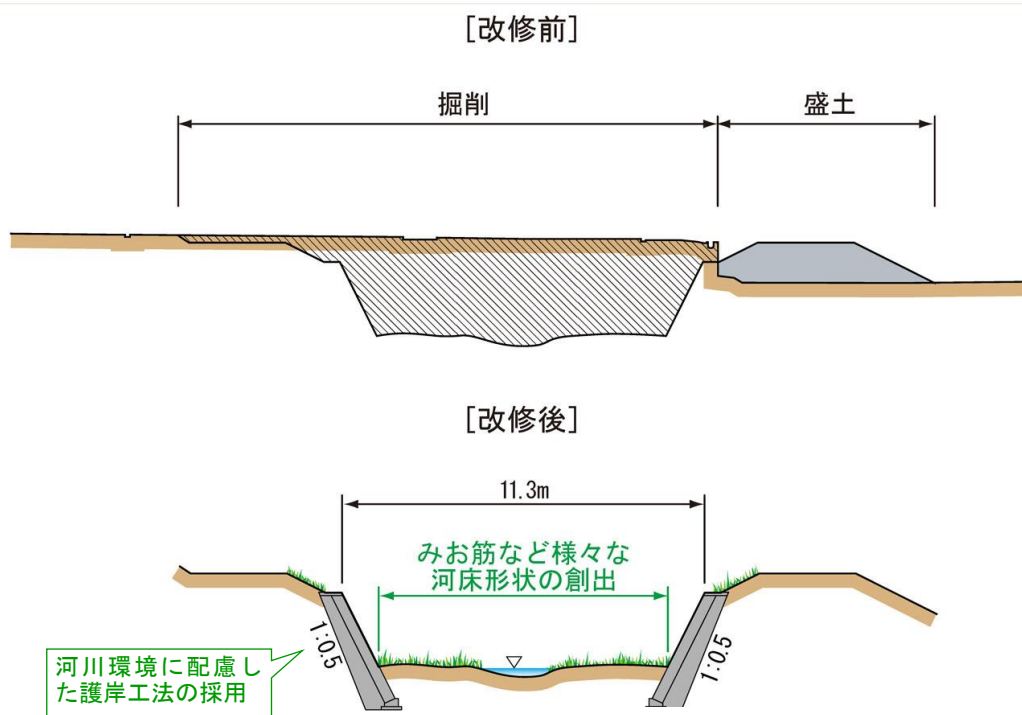 [改修前]
掘削
盛土
[改修後]
11.3m
みお筋など様々な
河床形状の創出
1:0.5
1:0.5
河川環境に配慮し
た護岸工法の採用